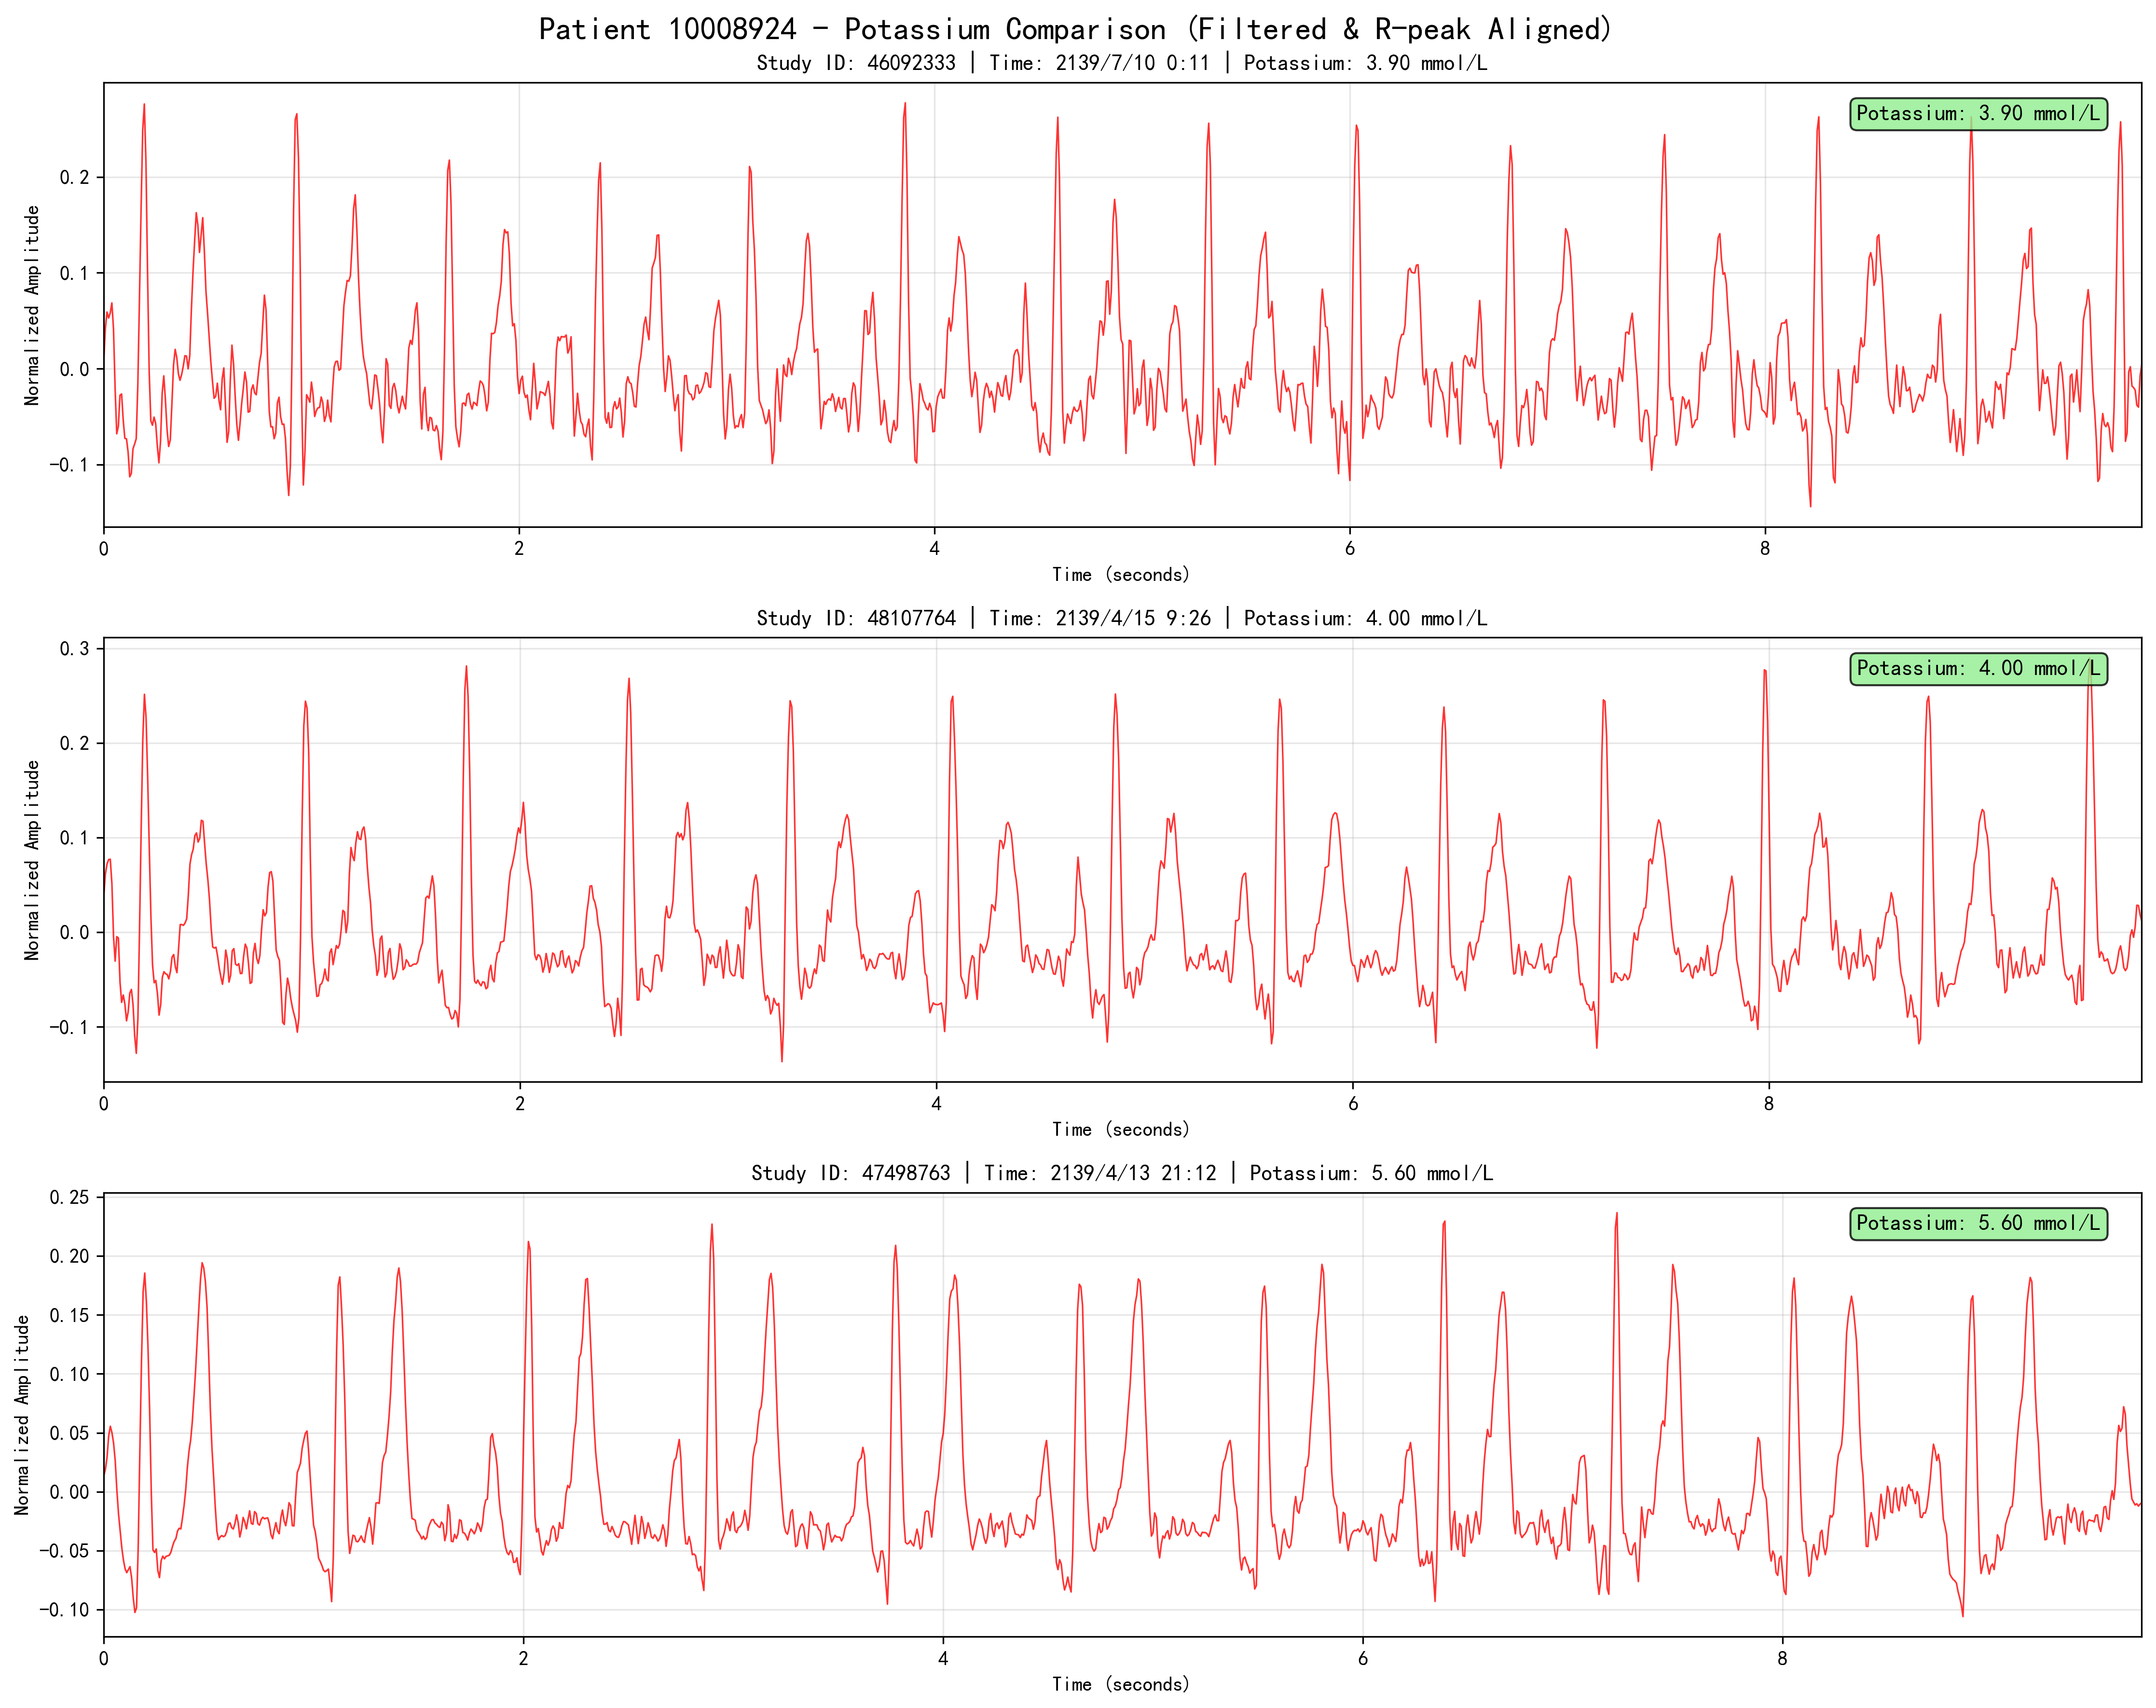 Patient 10008924 - Potassium Comparison (Filtered & R-peak Aligned)
Study ID: 46092333 | Time: 2139/7/10 0:11 | Potassium: 3.90 mmol/L
Potassium: 3.90 mmol/L
Normalized Amplitude
0.2
0.1
0.0
-0.1
0 2 4 6 8
Time (seconds)
Study ID: 48107764 | Time: 2139/4/15 9:26 | Potassium: 4.00 mmol/L
Potassium: 4.00 mmol/L
Normalized Amplitude
0.3
0.2
0.1
0.0
-0.1
0 2 4 6 8
Time (seconds)
Study ID: 47498763 | Time: 2139/4/13 21:12 | Potassium: 5.60 mmol/L
Potassium: 5.60 mmol/L
Normalized Amplitude
0.25
0.20
0.15
0.10
0.05
0.00
-0.05
-0.10
0 2 4 6 8
Time (seconds)